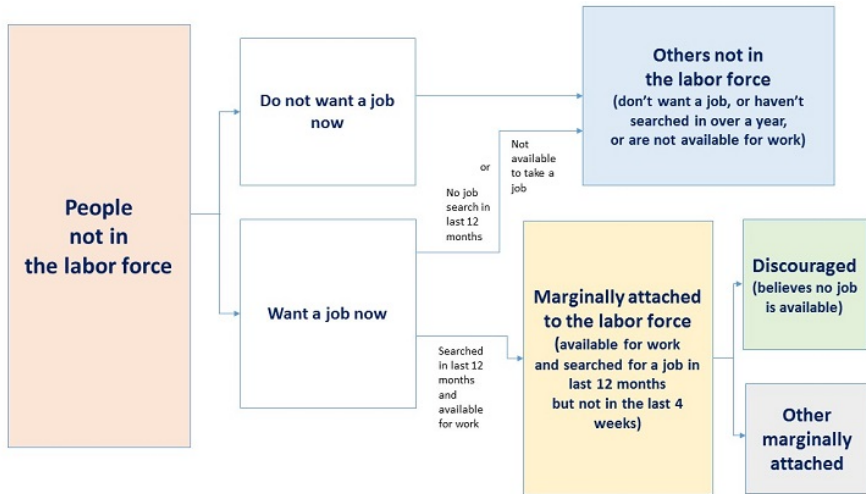 People
not in
the labor force
Do not want a job
now
Want a job now
or
No job
search in
last 12
months
Not
available
to take a
job
Others not in
the labor force
(don't want a job, or haven't
searched in over a year,
or are not available for work)
Searched
in last 12
months
and
available
for work
Marginally attached
to the labor force
(available for work
and searched for a job in
last 12 months
but not in the last 4
weeks)
Discouraged
(believes no job
is available)
Other
marginally
attached